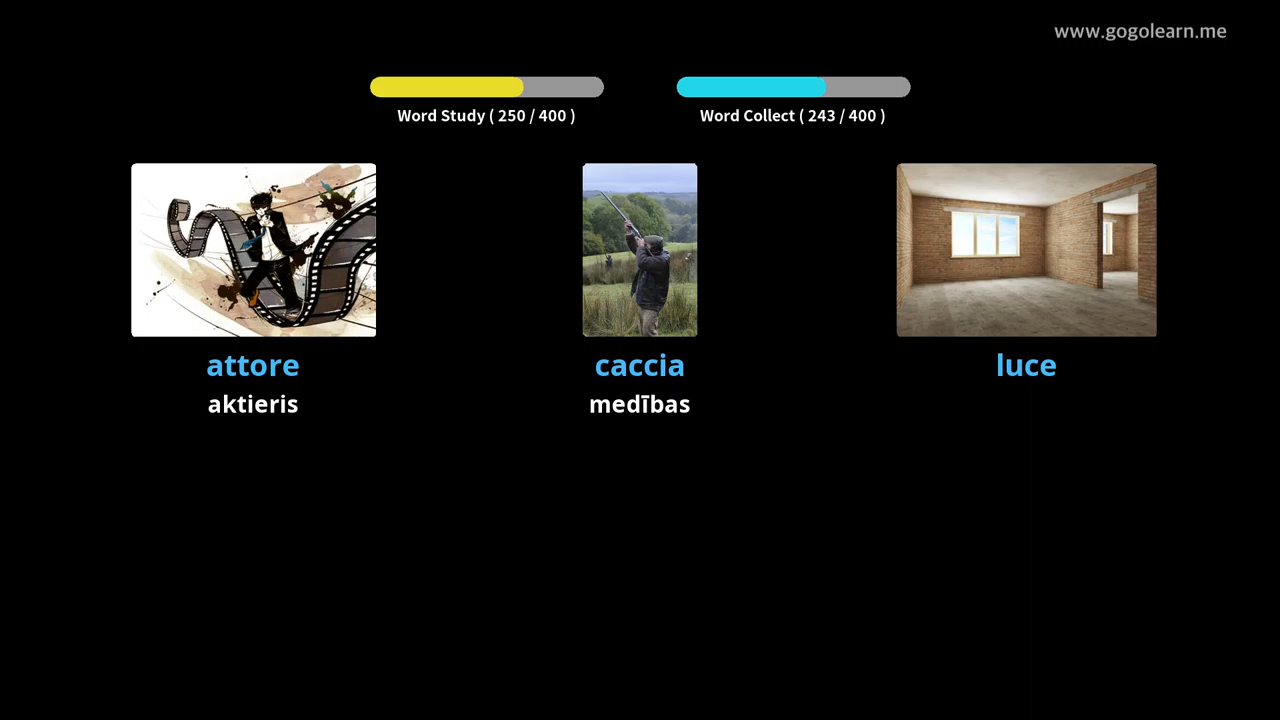 www.gogolearn.me
Word Study ( 250 / 400 )
Word Collect ( 243 / 400 )
attore
caccia
luce
aktieris
medības